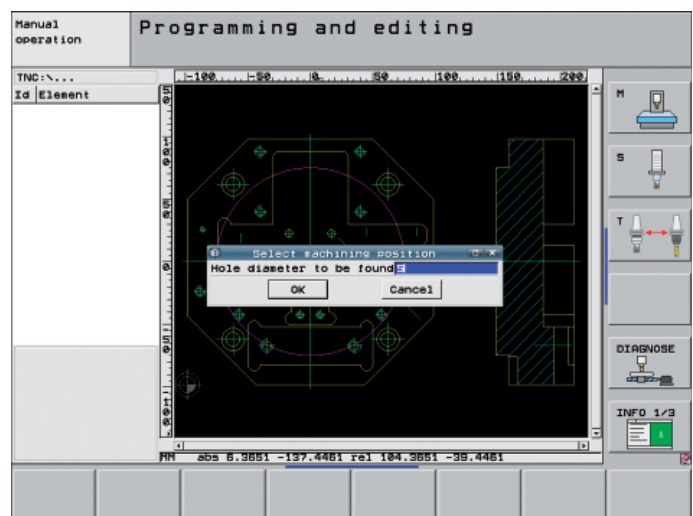 Manual operation
Programming and editing
TNC:\...
Id Element
-100 -50 0 50 100 150 200
M
S
T
Select machining position
Hole diameter to be found 5
OK Cancel
DIAGNOSE
INFO 1/3
MM abs 6.3651 -137.4461 rel 104.3651 -39.4461